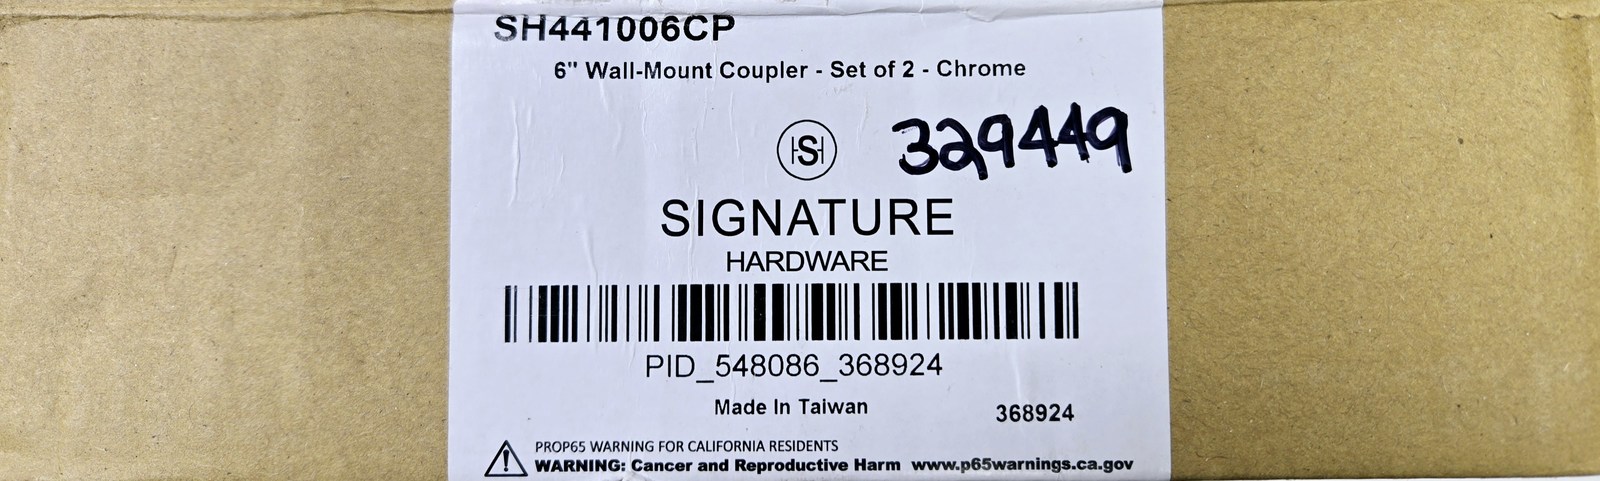 SH441006CP
6" Wall-Mount Coupler - Set of 2 - Chrome
329449
HSH
SIGNATURE
HARDWARE
PID_548086_368924
Made In Taiwan
368924
PROP65 WARNING FOR CALIFORNIA RESIDENTS
WARNING: Cancer and Reproductive Harm www.p65warnings.ca.gov